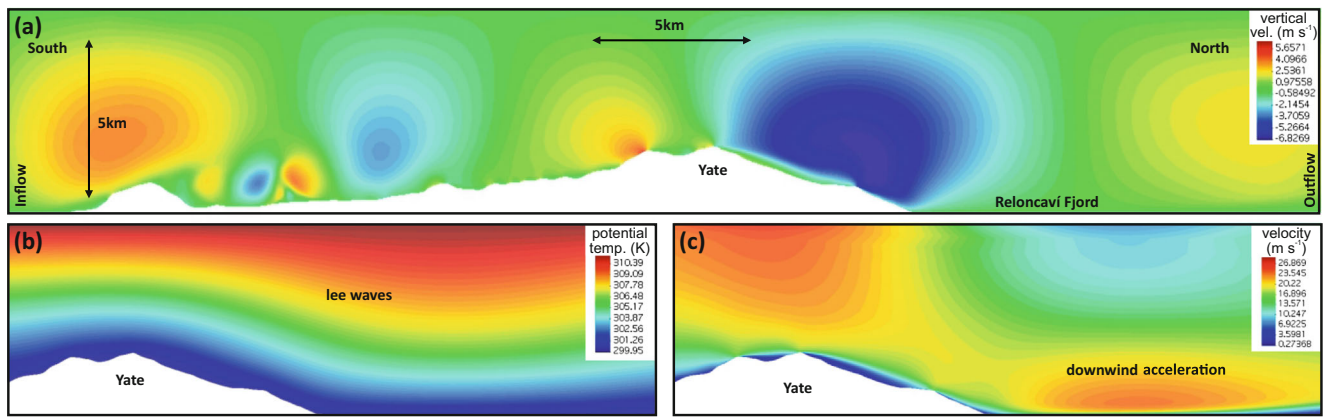 (a)
South
5km
5km
North
vertical
vel. (m s⁻¹)
5.6571
4.0966
2.5361
0.97558
-0.58492
-2.1454
-3.7059
-5.2664
-6.8269
Inflow
Yate
Reloncaví Fjord
Outflow
(b)
lee waves
Yate
potential
temp. (K)
310.39
309.09
307.78
306.48
305.17
303.87
302.56
301.26
299.95
(c)
Yate
downwind acceleration
velocity
(m s⁻¹)
26.869
23.545
20.22
16.896
13.571
10.247
6.9225
3.5981
0.27368